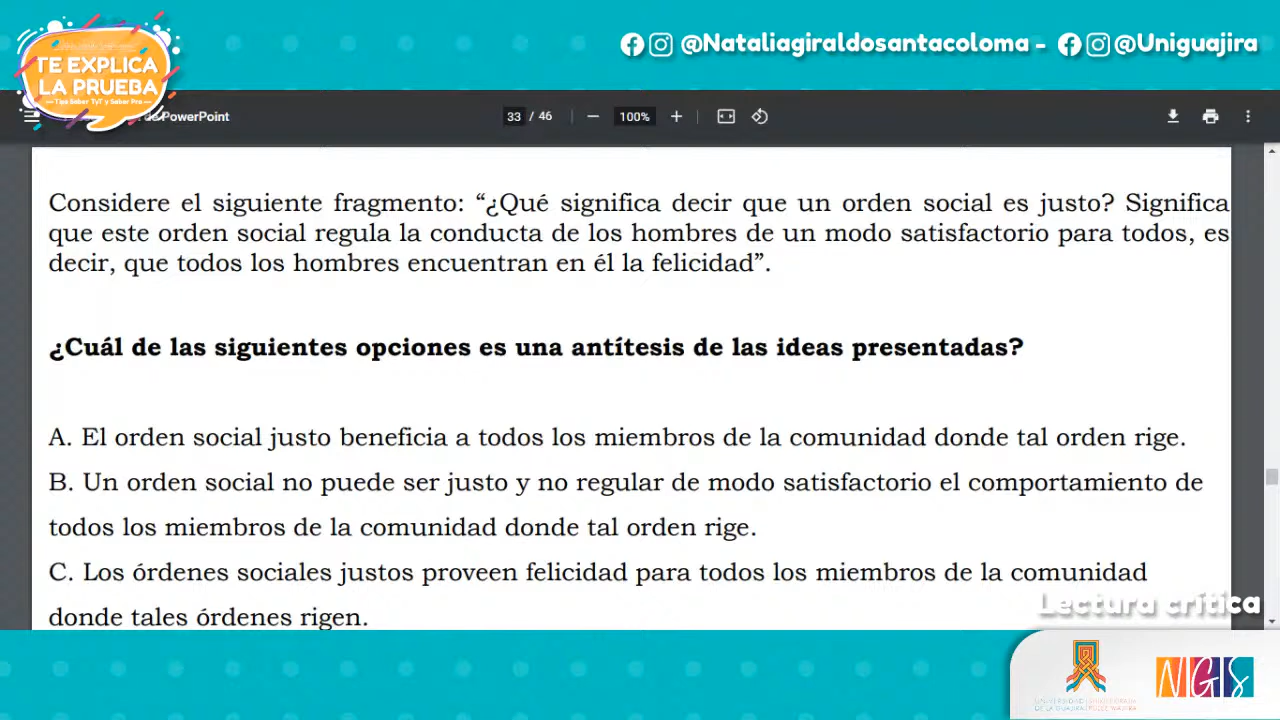 @Nataliagiraldosantacoloma - @Uniguajira
TE EXPLICA
LA PRUEBA
— Tips Saber TyT y Saber Pro —
PowerPoint
33 / 46
100%
Considere el siguiente fragmento: “¿Qué significa decir que un orden social es justo? Significa
que este orden social regula la conducta de los hombres de un modo satisfactorio para todos, es
decir, que todos los hombres encuentran en él la felicidad”.
¿Cuál de las siguientes opciones es una antítesis de las ideas presentadas?
A. El orden social justo beneficia a todos los miembros de la comunidad donde tal orden rige.
B. Un orden social no puede ser justo y no regular de modo satisfactorio el comportamiento de
todos los miembros de la comunidad donde tal orden rige.
C. Los órdenes sociales justos proveen felicidad para todos los miembros de la comunidad
donde tales órdenes rigen.
Lectura crítica
NGS